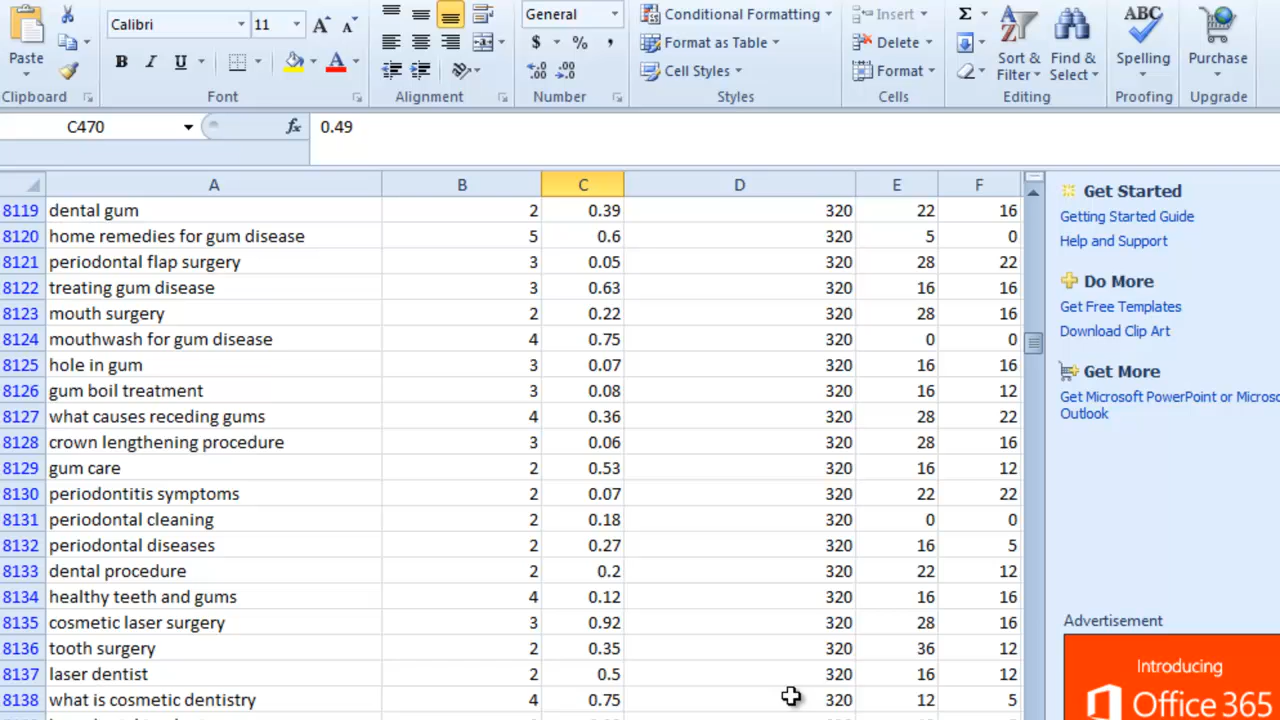 Calibri 11 General Conditional Formatting Insert Σ A Z ABC
$ % , Format as Table Delete
Paste B I U A .00 .0 Cell Styles Format Sort & Filter Find & Select Spelling Purchase
Clipboard Font Alignment Number Styles Cells Editing Proofing Upgrade
C470 fx 0.49
A B C D E F
8119 dental gum 2 0.39 320 22 16
8120 home remedies for gum disease 5 0.6 320 5 0
8121 periodontal flap surgery 3 0.05 320 28 22
8122 treating gum disease 3 0.63 320 16 16
8123 mouth surgery 2 0.22 320 28 16
8124 mouthwash for gum disease 4 0.75 320 0 0
8125 hole in gum 3 0.07 320 16 16
8126 gum boil treatment 3 0.08 320 16 12
8127 what causes receding gums 4 0.36 320 28 22
8128 crown lengthening procedure 3 0.06 320 28 16
8129 gum care 2 0.53 320 16 12
8130 periodontitis symptoms 2 0.07 320 22 22
8131 periodontal cleaning 2 0.18 320 0 0
8132 periodontal diseases 2 0.27 320 16 5
8133 dental procedure 2 0.2 320 22 12
8134 healthy teeth and gums 4 0.12 320 16 16
8135 cosmetic laser surgery 3 0.92 320 28 16
8136 tooth surgery 2 0.35 320 36 12
8137 laser dentist 2 0.5 320 16 12
8138 what is cosmetic dentistry 4 0.75 320 12 5
Get Started
Getting Started Guide
Help and Support
Do More
Get Free Templates
Download Clip Art
Get More
Get Microsoft PowerPoint or Microso
Outlook
Advertisement
Introducing
Office 365